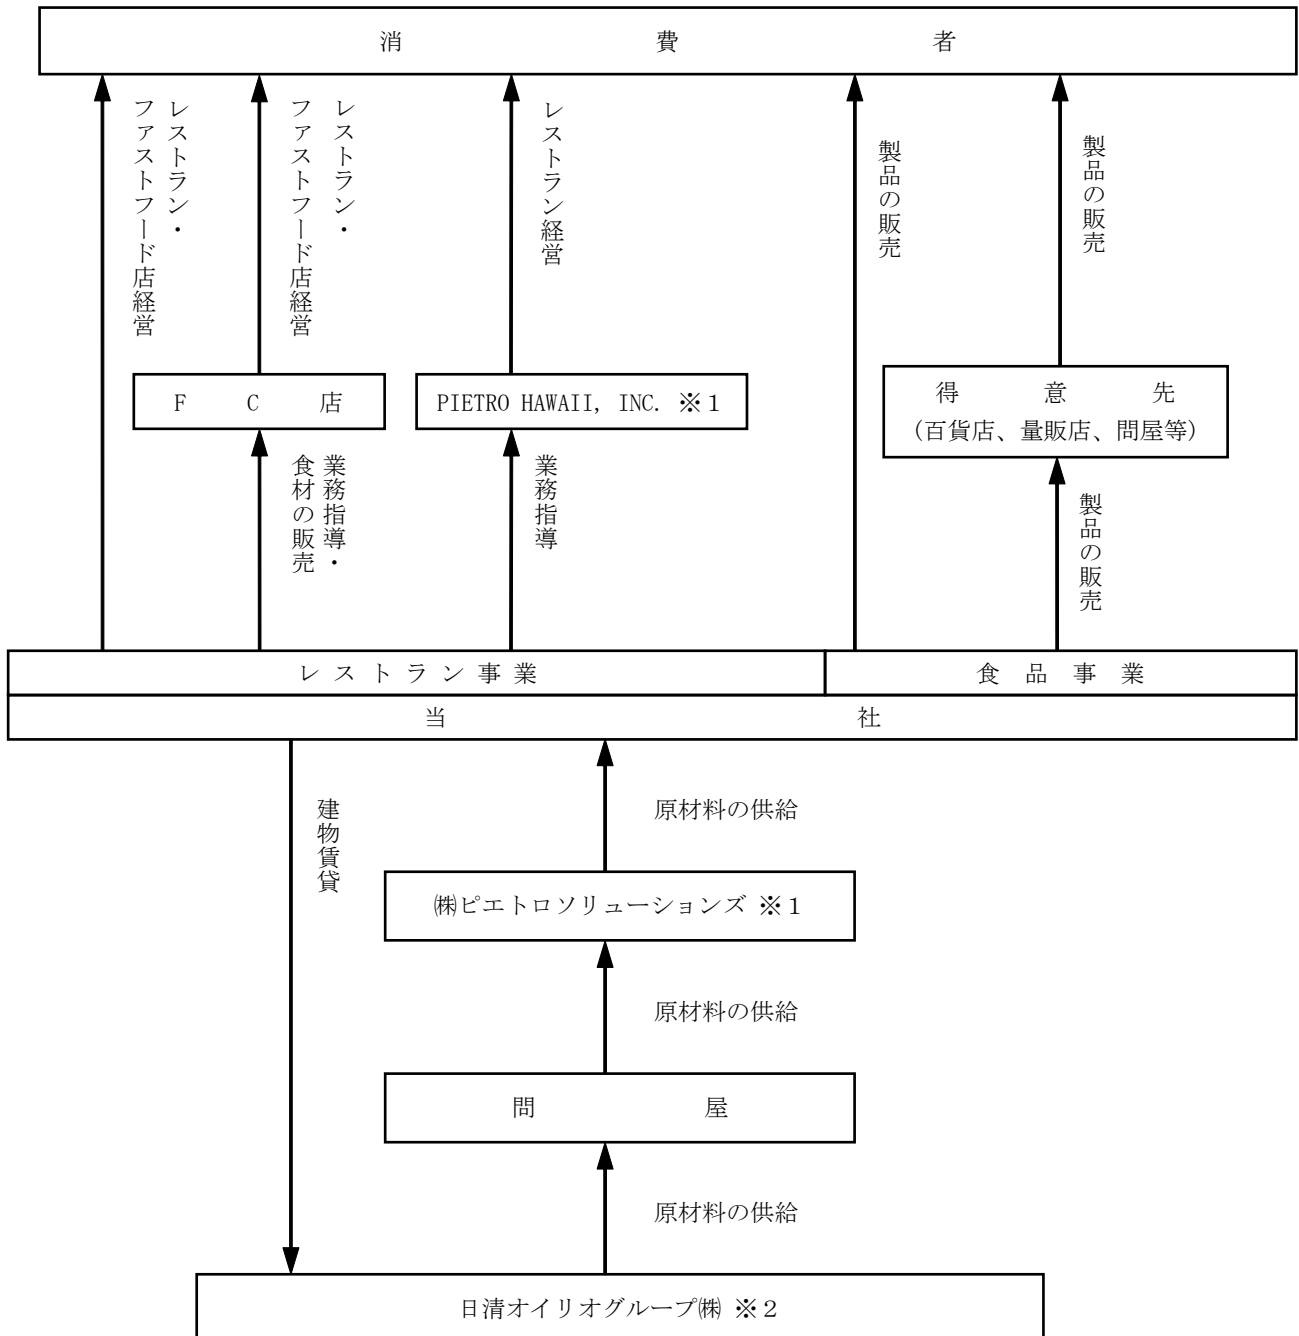 消　費　者
レストラン・
ファストフード店経営
レストラン・
ファストフード店経営
レストラン経営
製品の販売
製品の販売
F　C　店
PIETRO HAWAII, INC. ※1
得　意　先
(百貨店、量販店、問屋等)
業務指導・
食材の販売
業務指導
製品の販売
レストラン事業
食品事業
当　社
建物賃貸
原材料の供給
㈱ピエトロソリューションズ ※1
原材料の供給
問　屋
原材料の供給
日清オイリオグループ㈱ ※2